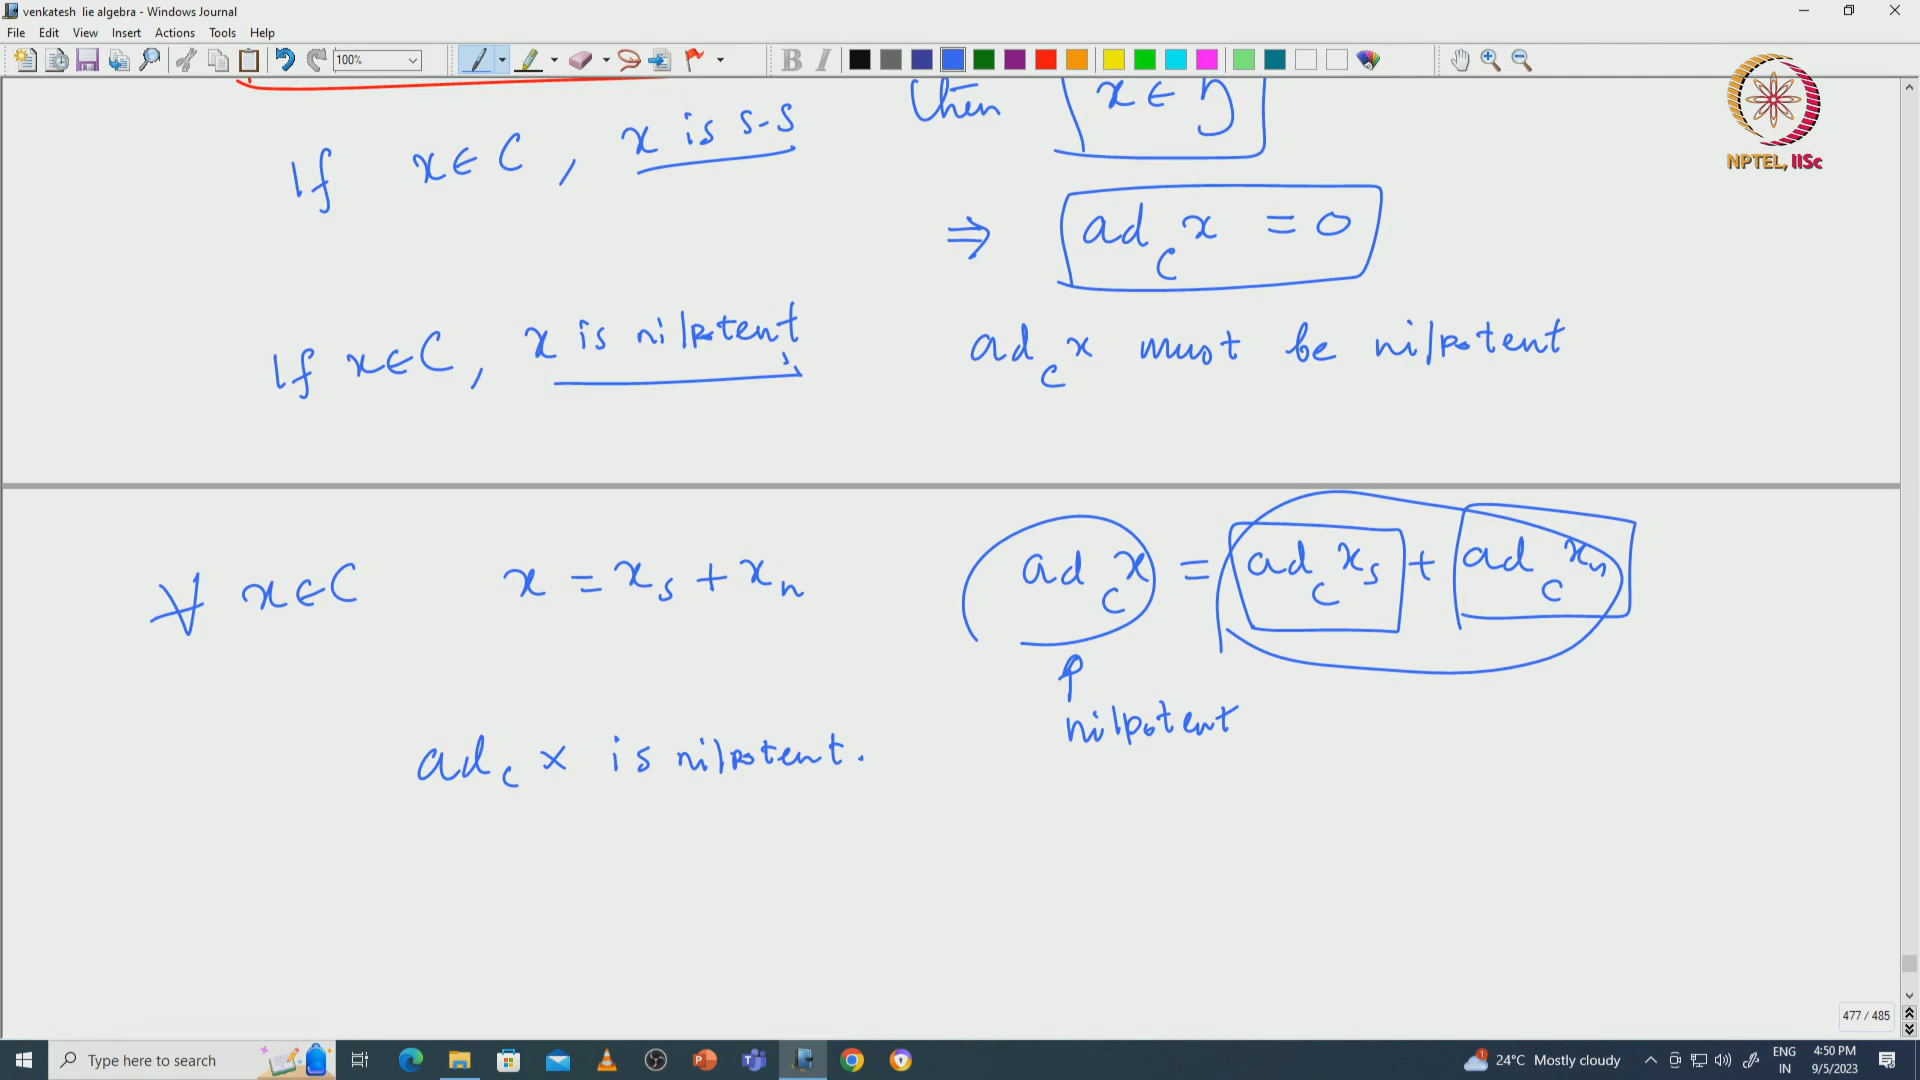 venkatesh lie algebra - Windows Journal
File Edit View Insert Actions Tools Help
100%
B I
NPTEL, IISc
If x ∈ C , x is s-s then x ∈ η
⇒ ad_C x = 0
If x ∈ C, x is nilpotent ad_C x must be nilpotent
∀ x ∈ C x = x_s + x_n ad_C x = ad_C x_s + ad_C x_n
↑
nilpotent
ad_C x is nilpotent.
477 / 485
Type here to search
1
24°C Mostly cloudy
ENG
IN
4:50 PM
9/5/2023